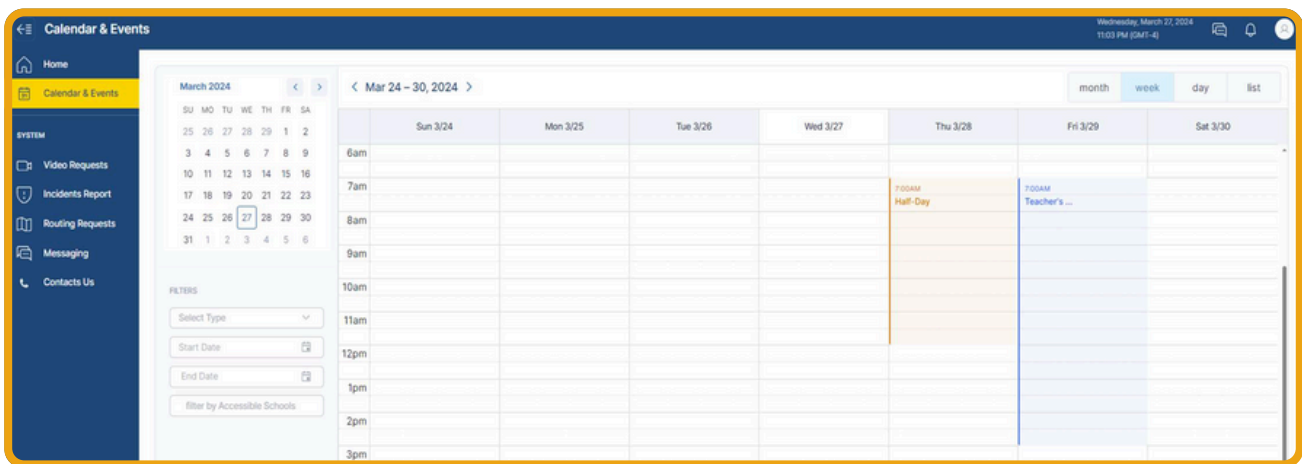 Calendar & Events
Wednesday, March 27, 2024
11:03 PM (GMT-4)
Home
Calendar & Events
SYSTEM
Video Requests
Incidents Report
Routing Requests
Messaging
Contacts Us
March 2024
SU MO TU WE TH FR SA
25 26 27 28 29 1 2
3 4 5 6 7 8 9
10 11 12 13 14 15 16
17 18 19 20 21 22 23
24 25 26 27 28 29 30
31 1 2 3 4 5 6
FILTERS
Select Type
Start Date
End Date
filter by Accessible Schools
Mar 24 – 30, 2024
month week day list
Sun 3/24 Mon 3/25 Tue 3/26 Wed 3/27 Thu 3/28 Fri 3/29 Sat 3/30
6am
7am
7:00AM
Half-Day
7:00AM
Teacher's ...
8am
9am
10am
11am
12pm
1pm
2pm
3pm